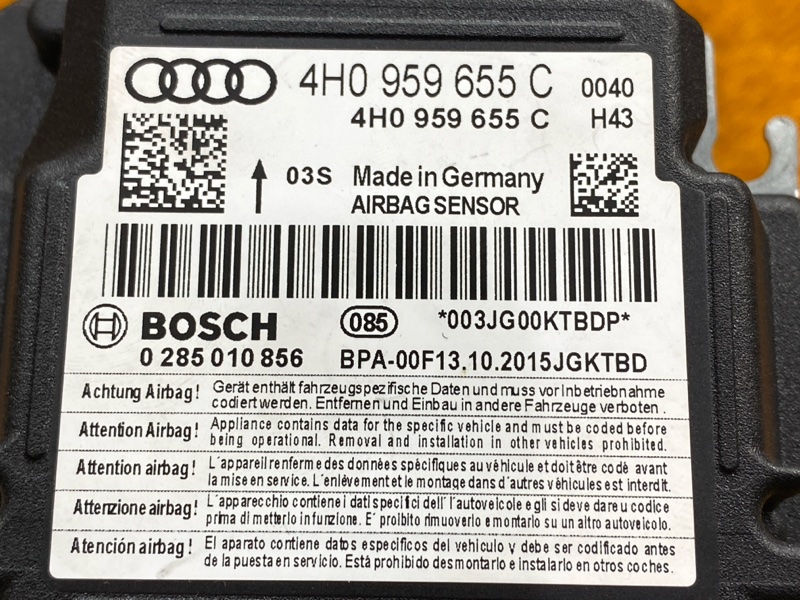 4H0 959 655 C 0040
4H0 959 655 C H43
03S Made in Germany
AIRBAG SENSOR
BOSCH 085 *003JG00KTBDP*
0 285 010 856 BPA-00F13.10.2015JGKTBD
Achtung Airbag! Gerät enthält fahrzeugspezifische Daten und muss vor Inbetriebnahme
codiert werden. Entfernen und Einbau in andere Fahrzeuge verboten.
Attention Airbag! Appliance contains data for the specific vehicle and must be coded before
being operational. Removal and installation in other vehicles prohibited.
Attention airbag! L'appareil renferme des données spécifiques au véhicule et doit être codè avant
la mise en service. L'enlèvement et le montage dans d'autres véhicules est interdit.
Attenzione airbag! L'apparecchio contiene i dati specifici dell'autoveicolo e gli si deve dare u codice
prima di metterlo in funzione. E' proibito rimuoverlo e montarlo su un altro autoveicolo.
Atención airbag! El aparato contiene datos especificos del vehículo y debe ser codificado antes
de la puesta en servicio. Está prohibido desmontarlo e instalarlo en otros coches.